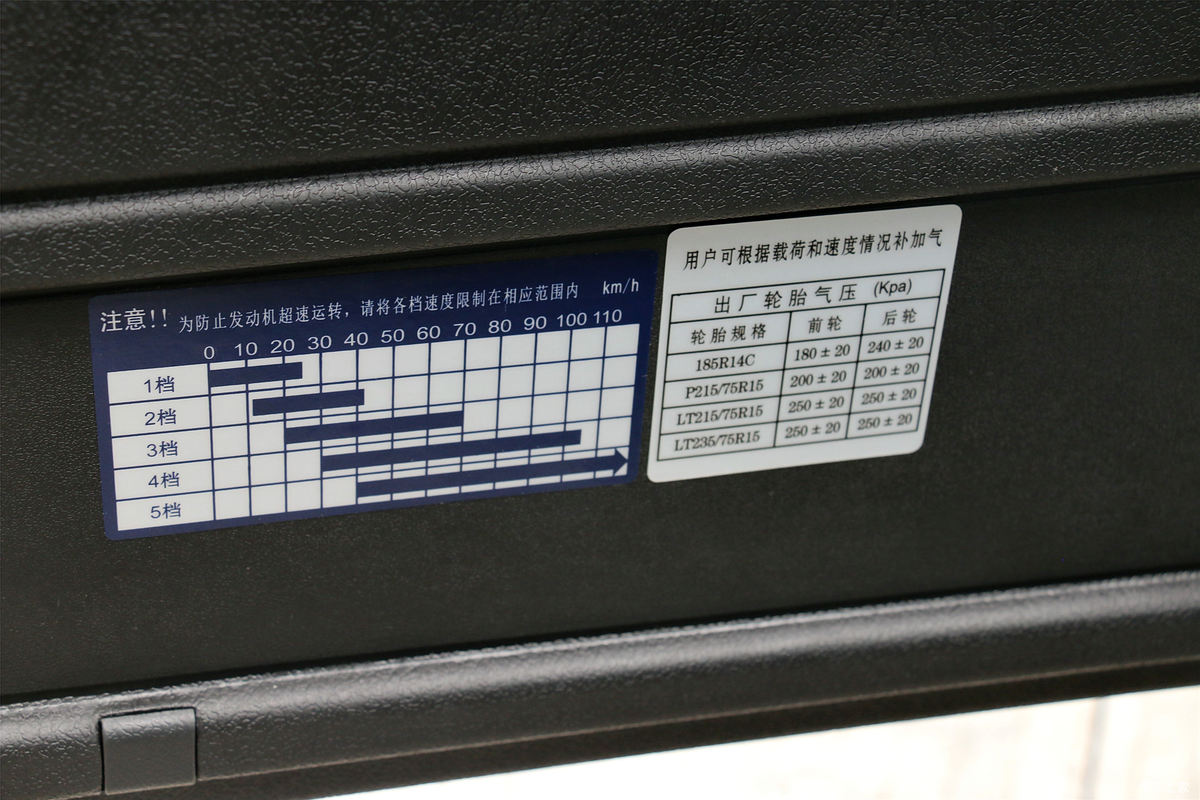 注意!! 为防止发动机超速运转，请将各档速度限制在相应范围内 km/h
0 10 20 30 40 50 60 70 80 90 100 110
1档
2档
3档
4档
5档
用户可根据载荷和速度情况补加气
出厂轮胎气压 (Kpa)
轮胎规格 前轮 后轮
185R14C 180±20 240±20
P215/75R15 200±20 200±20
LT215/75R15 250±20 250±20
LT235/75R15 250±20 250±20